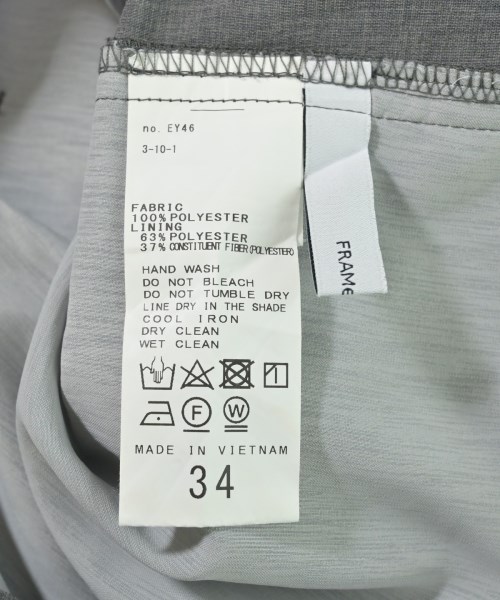 no. EY46
3-10-1
FABRIC
100% POLYESTER
LINING
63% POLYESTER
37% CONSTITUENT FIBER(POLYESTER)
HAND WASH
DO NOT BLEACH
DO NOT TUMBLE DRY
LINE DRY IN THE SHADE
COOL IRON
DRY CLEAN
WET CLEAN
F W
MADE IN VIETNAM
34
FRAMe